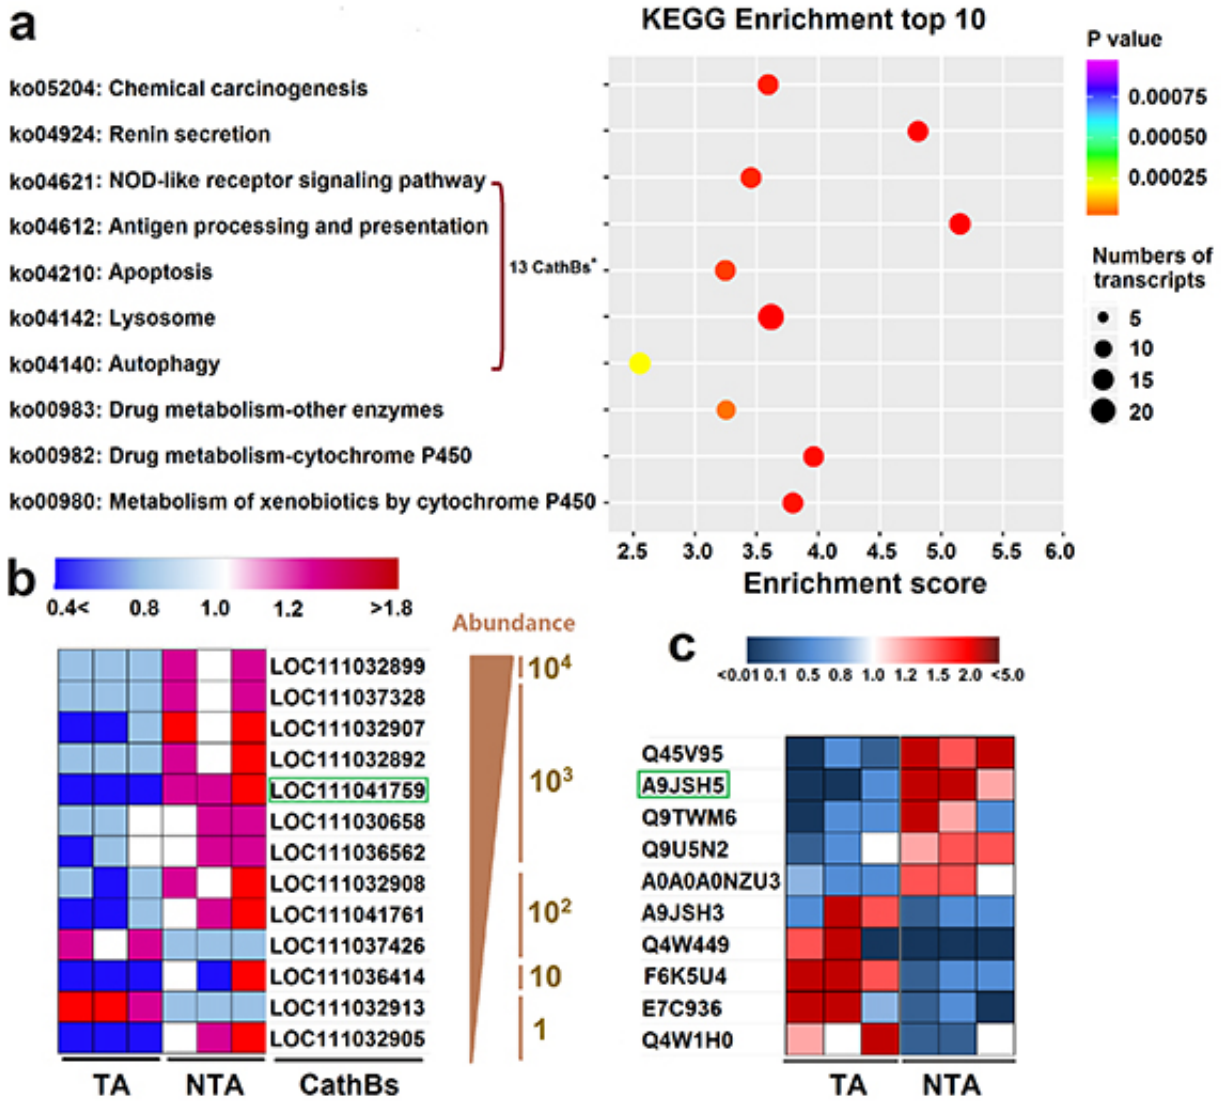 a
KEGG Enrichment top 10
P value
0.00075
0.00050
0.00025
Numbers of
transcripts
5
10
15
20
ko05204: Chemical carcinogenesis
ko04924: Renin secretion
ko04621: NOD-like receptor signaling pathway
ko04612: Antigen processing and presentation
ko04210: Apoptosis
ko04142: Lysosome
ko04140: Autophagy
ko00983: Drug metabolism-other enzymes
ko00982: Drug metabolism-cytochrome P450
ko00980: Metabolism of xenobiotics by cytochrome P450
13 CathBs*
2.5 3.0 3.5 4.0 4.5 5.0 5.5 6.0
Enrichment score
b
0.4< 0.8 1.0 1.2 >1.8
Abundance
LOC111032899
LOC111037328
LOC111032907
LOC111032892
LOC111041759
LOC111030658
LOC111036562
LOC111032908
LOC111041761
LOC111037426
LOC111036414
LOC111032913
LOC111032905
10⁴
10³
10²
10
1
TA NTA CathBs
c
<0.01 0.1 0.5 0.8 1.0 1.2 1.5 2.0 <5.0
Q45V95
A9JSH5
Q9TWM6
Q9U5N2
A0A0A0NZU3
A9JSH3
Q4W449
F6K5U4
E7C936
Q4W1H0
TA NTA